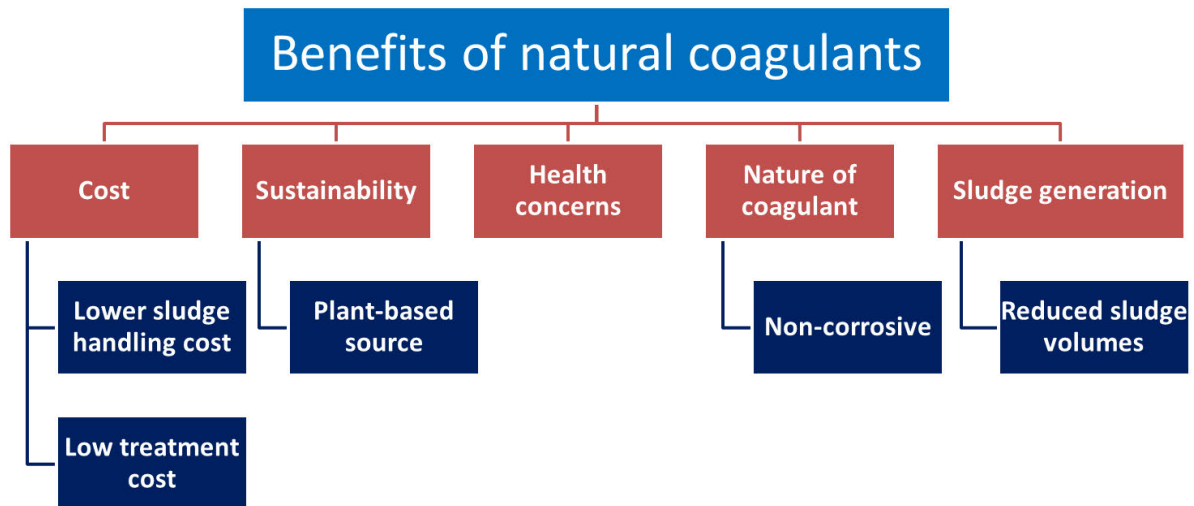 Benefits of natural coagulants
Cost
Sustainability
Health
concerns
Nature of
coagulant
Sludge generation
Lower sludge
handling cost
Plant-based
source
Non-corrosive
Reduced sludge
volumes
Low treatment
cost